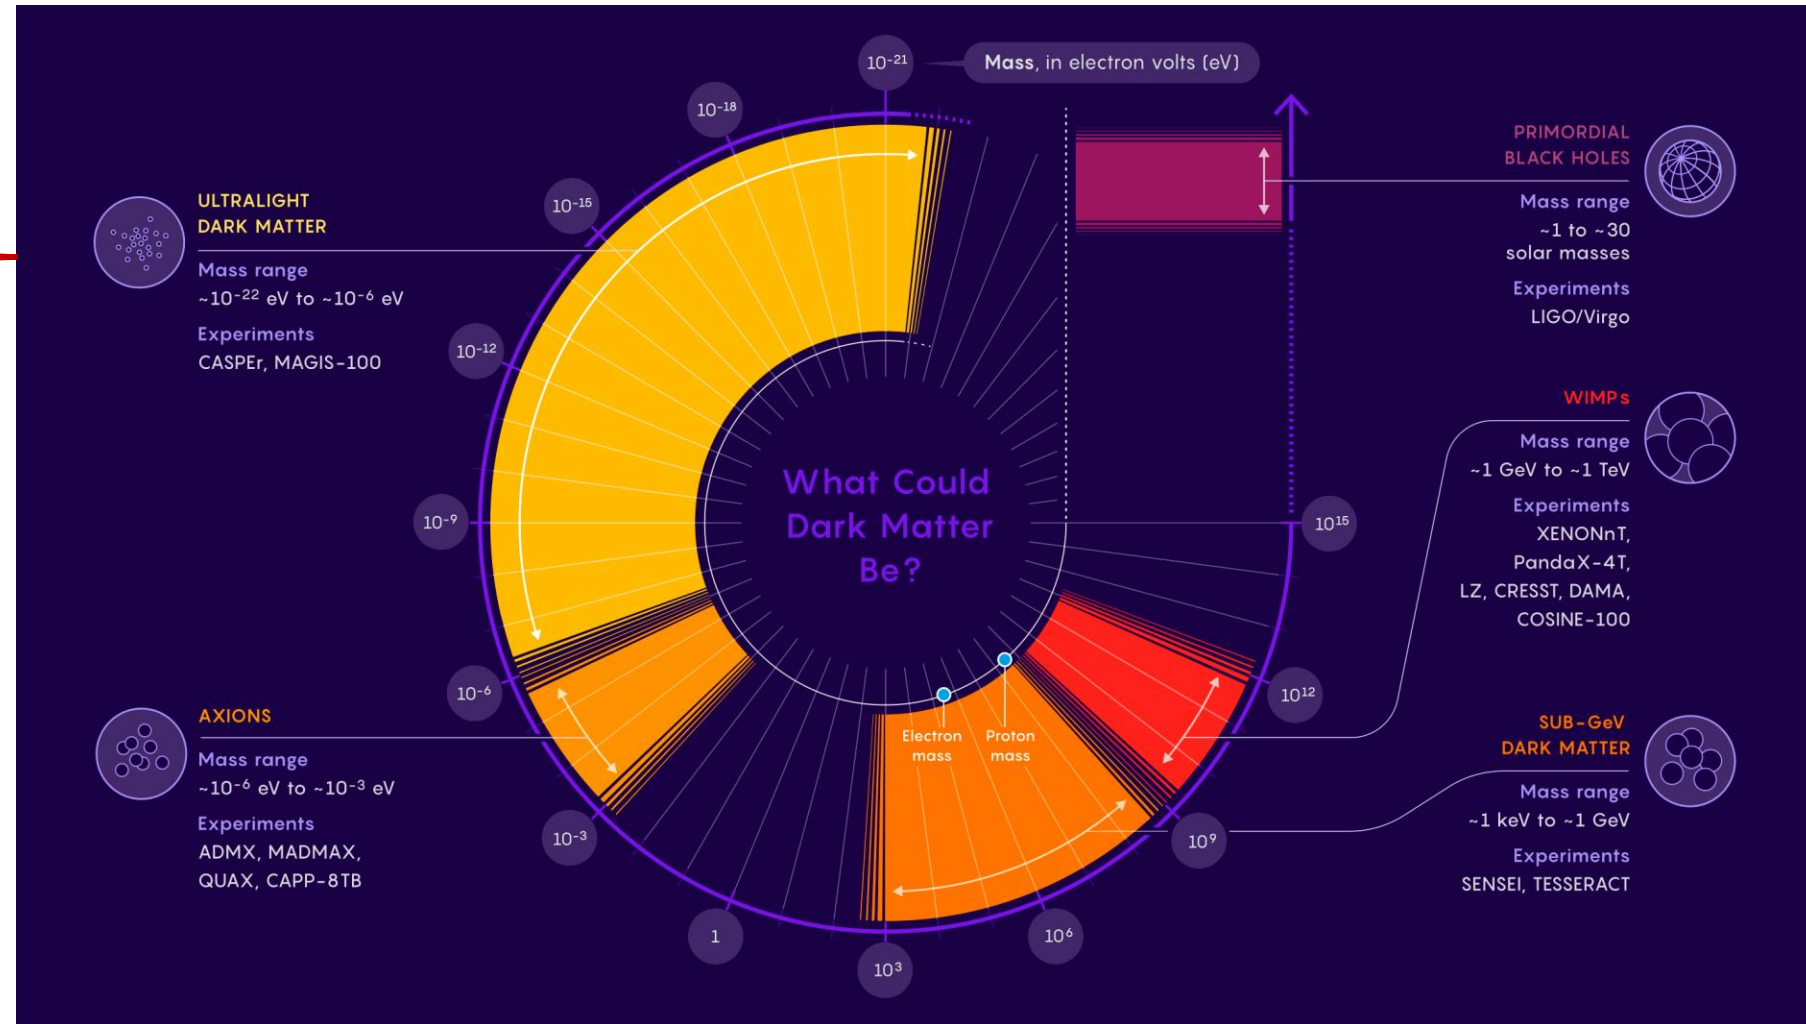 What Could
Dark Matter
Be?
Mass, in electron volts (eV)
10⁻²¹
10⁻¹⁸
10⁻¹⁵
10⁻¹²
10⁻⁹
10⁻⁶
10⁻³
1
10³
10⁶
10⁹
10¹²
10¹⁵
Electron
mass
Proton
mass
ULTRALIGHT
DARK MATTER
Mass range
~10⁻²² eV to ~10⁻⁶ eV
Experiments
CASPEr, MAGIS-100
AXIONS
Mass range
~10⁻⁶ eV to ~10⁻³ eV
Experiments
ADMX, MADMAX,
QUAX, CAPP-8TB
PRIMORDIAL
BLACK HOLES
Mass range
~1 to ~30
solar masses
Experiments
LIGO/Virgo
WIMPs
Mass range
~1 GeV to ~1 TeV
Experiments
XENONnT,
PandaX-4T,
LZ, CRESST, DAMA,
COSINE-100
SUB-GeV
DARK MATTER
Mass range
~1 keV to ~1 GeV
Experiments
SENSEI, TESSERACT